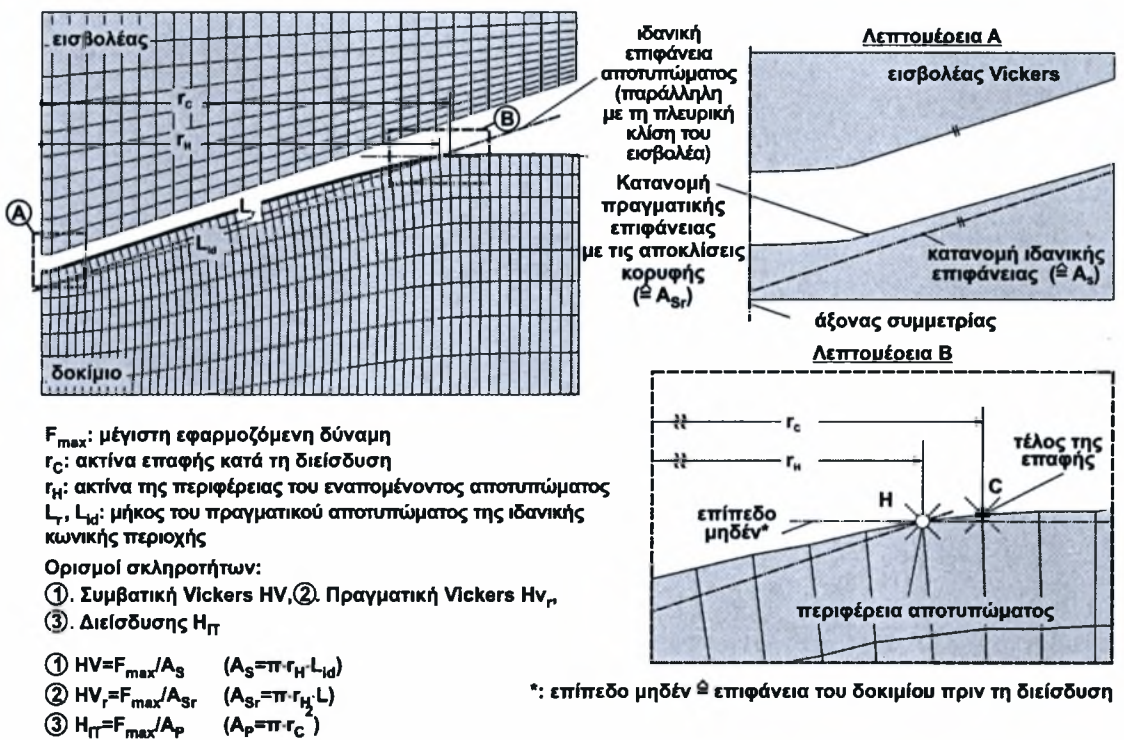 εισβολέας
r_C
r_H
A
B
L
L_id
δοκίμιο
ιδανική
επιφάνεια
αποτυπώματος
(παράλληλη
με τη πλευρική
κλίση του
εισβολέα)
Κατανομή
πραγματικής
επιφάνειας
με τις αποκλίσεις
κορυφής
(≙ A_Sr)
Λεπτομέρεια A
εισβολέας Vickers
κατανομή ιδανικής
επιφάνειας (≙ A_s)
άξονας συμμετρίας
Λεπτομέρεια B
r_c
r_H
τέλος της
επαφής
H
C
επίπεδο
μηδέν*
περιφέρεια αποτυπώματος
*: επίπεδο μηδέν ≙ επιφάνεια του δοκιμίου πριν τη διείσδυση
F_max: μέγιστη εφαρμοζόμενη δύναμη
r_C: ακτίνα επαφής κατά τη διείσδυση
r_H: ακτίνα της περιφέρειας του εναπομένοντος αποτυπώματος
L_r, L_id: μήκος του πραγματικού αποτυπώματος της ιδανικής
κωνικής περιοχής
Ορισμοί σκληροτήτων:
①. Συμβατική Vickers HV,②. Πραγματική Vickers Hv_r,
③. Διείσδυσης H_IT
① HV=F_max/A_S (A_S=π·r_H·L_id)
② HV_r=F_max/A_Sr (A_Sr=π·r_H·L)
③ H_IT=F_max/A_P (A_P=π·r_C²)